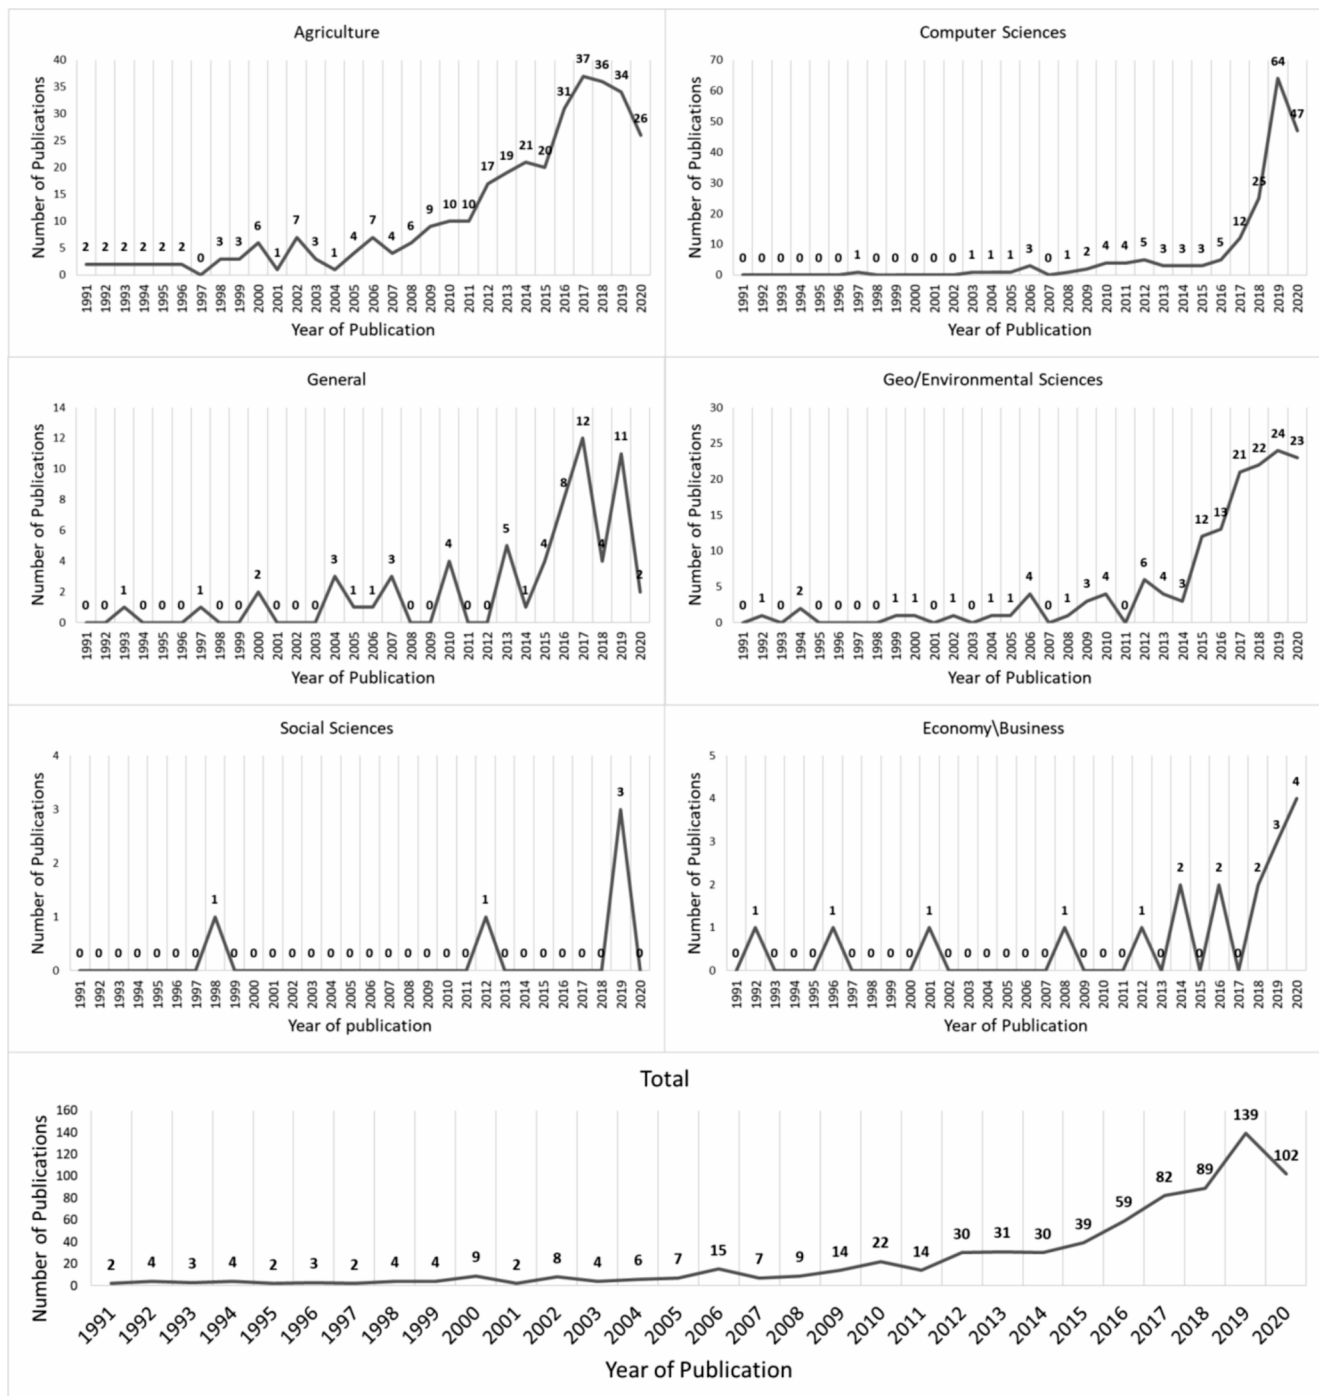 Agriculture
Number of Publications
40
35
30
25
20
15
10
5
0
2 2 2 2 2 2 0 3 3 6 1 7 3 1 4 7 4 6 9 10 10 17 19 21 20 31 37 36 34 26
1991 1992 1993 1994 1995 1996 1997 1998 1999 2000 2001 2002 2003 2004 2005 2006 2007 2008 2009 2010 2011 2012 2013 2014 2015 2016 2017 2018 2019 2020
Year of Publication
Computer Sciences
Number of Publications
70
60
50
40
30
20
10
0
0 0 0 0 0 0 1 0 0 0 0 0 1 1 1 3 0 1 2 4 4 5 3 3 3 5 12 25 64 47
1991 1992 1993 1994 1995 1996 1997 1998 1999 2000 2001 2002 2003 2004 2005 2006 2007 2008 2009 2010 2011 2012 2013 2014 2015 2016 2017 2018 2019 2020
Year of Publication
General
Number of Publications
14
12
10
8
6
4
2
0
0 0 1 0 0 0 1 0 0 2 0 0 0 3 1 1 3 0 0 4 0 0 5 1 4 8 12 4 11 2
1991 1992 1993 1994 1995 1996 1997 1998 1999 2000 2001 2002 2003 2004 2005 2006 2007 2008 2009 2010 2011 2012 2013 2014 2015 2016 2017 2018 2019 2020
Year of Publication
Geo/Environmental Sciences
Number of Publications
30
25
20
15
10
5
0
0 1 0 2 0 0 0 0 1 1 0 1 0 1 1 4 0 1 3 4 0 6 4 3 12 13 21 22 24 23
1991 1992 1993 1994 1995 1996 1997 1998 1999 2000 2001 2002 2003 2004 2005 2006 2007 2008 2009 2010 2011 2012 2013 2014 2015 2016 2017 2018 2019 2020
Year of Publication
Social Sciences
Number of Publications
4
3
2
1
0
0 0 0 0 0 0 0 1 0 0 0 0 0 0 0 0 0 0 0 0 0 1 0 0 0 0 0 0 3 0
1991 1992 1993 1994 1995 1996 1997 1998 1999 2000 2001 2002 2003 2004 2005 2006 2007 2008 2009 2010 2011 2012 2013 2014 2015 2016 2017 2018 2019 2020
Year of publication
Economy\Business
Number of Publications
5
4
3
2
1
0
0 1 0 0 0 1 0 0 0 0 1 0 0 0 0 0 0 1 0 0 0 1 0 2 0 2 0 2 3 4
1991 1992 1993 1994 1995 1996 1997 1998 1999 2000 2001 2002 2003 2004 2005 2006 2007 2008 2009 2010 2011 2012 2013 2014 2015 2016 2017 2018 2019 2020
Year of Publication
Total
Number of Publications
160
140
120
100
80
60
40
20
0
2 4 3 4 2 3 2 4 4 9 2 8 4 6 7 15 7 9 14 22 14 30 31 30 39 59 82 89 139 102
1991 1992 1993 1994 1995 1996 1997 1998 1999 2000 2001 2002 2003 2004 2005 2006 2007 2008 2009 2010 2011 2012 2013 2014 2015 2016 2017 2018 2019 2020
Year of Publication